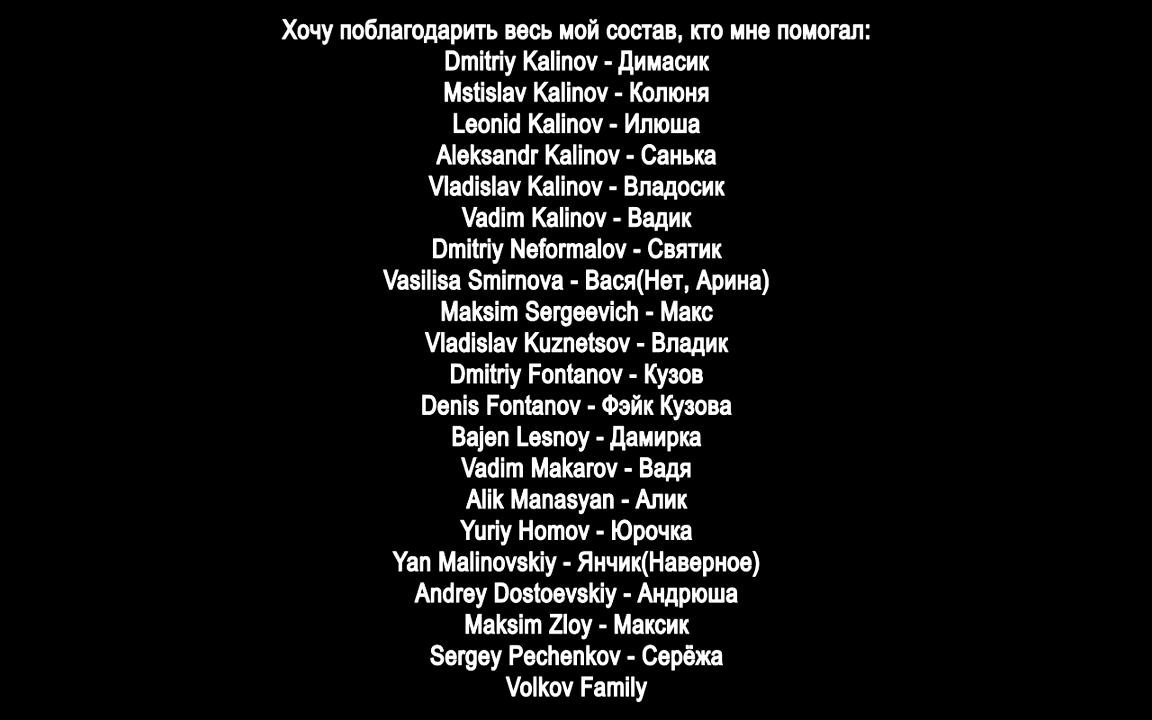 Хочу поблагодарить весь мой состав, кто мне помогал:
Dmitriy Kalinov - Димасик
Mstislav Kalinov - Колюня
Leonid Kalinov - Илюша
Aleksandr Kalinov - Санька
Vladislav Kalinov - Владосик
Vadim Kalinov - Вадик
Dmitriy Neformalov - Святик
Vasilisa Smirnova - Вася(Нет, Арина)
Maksim Sergeevich - Макс
Vladislav Kuznetsov - Владик
Dmitriy Fontanov - Кузов
Denis Fontanov - Фэйк Кузова
Bajen Lesnoy - Дамирка
Vadim Makarov - Вадя
Alik Manasyan - Алик
Yuriy Homov - Юрочка
Yan Malinovskiy - Янчик(Наверное)
Andrey Dostoevskiy - Андрюша
Maksim Zloy - Максик
Sergey Pechenkov - Серёжа
Volkov Family